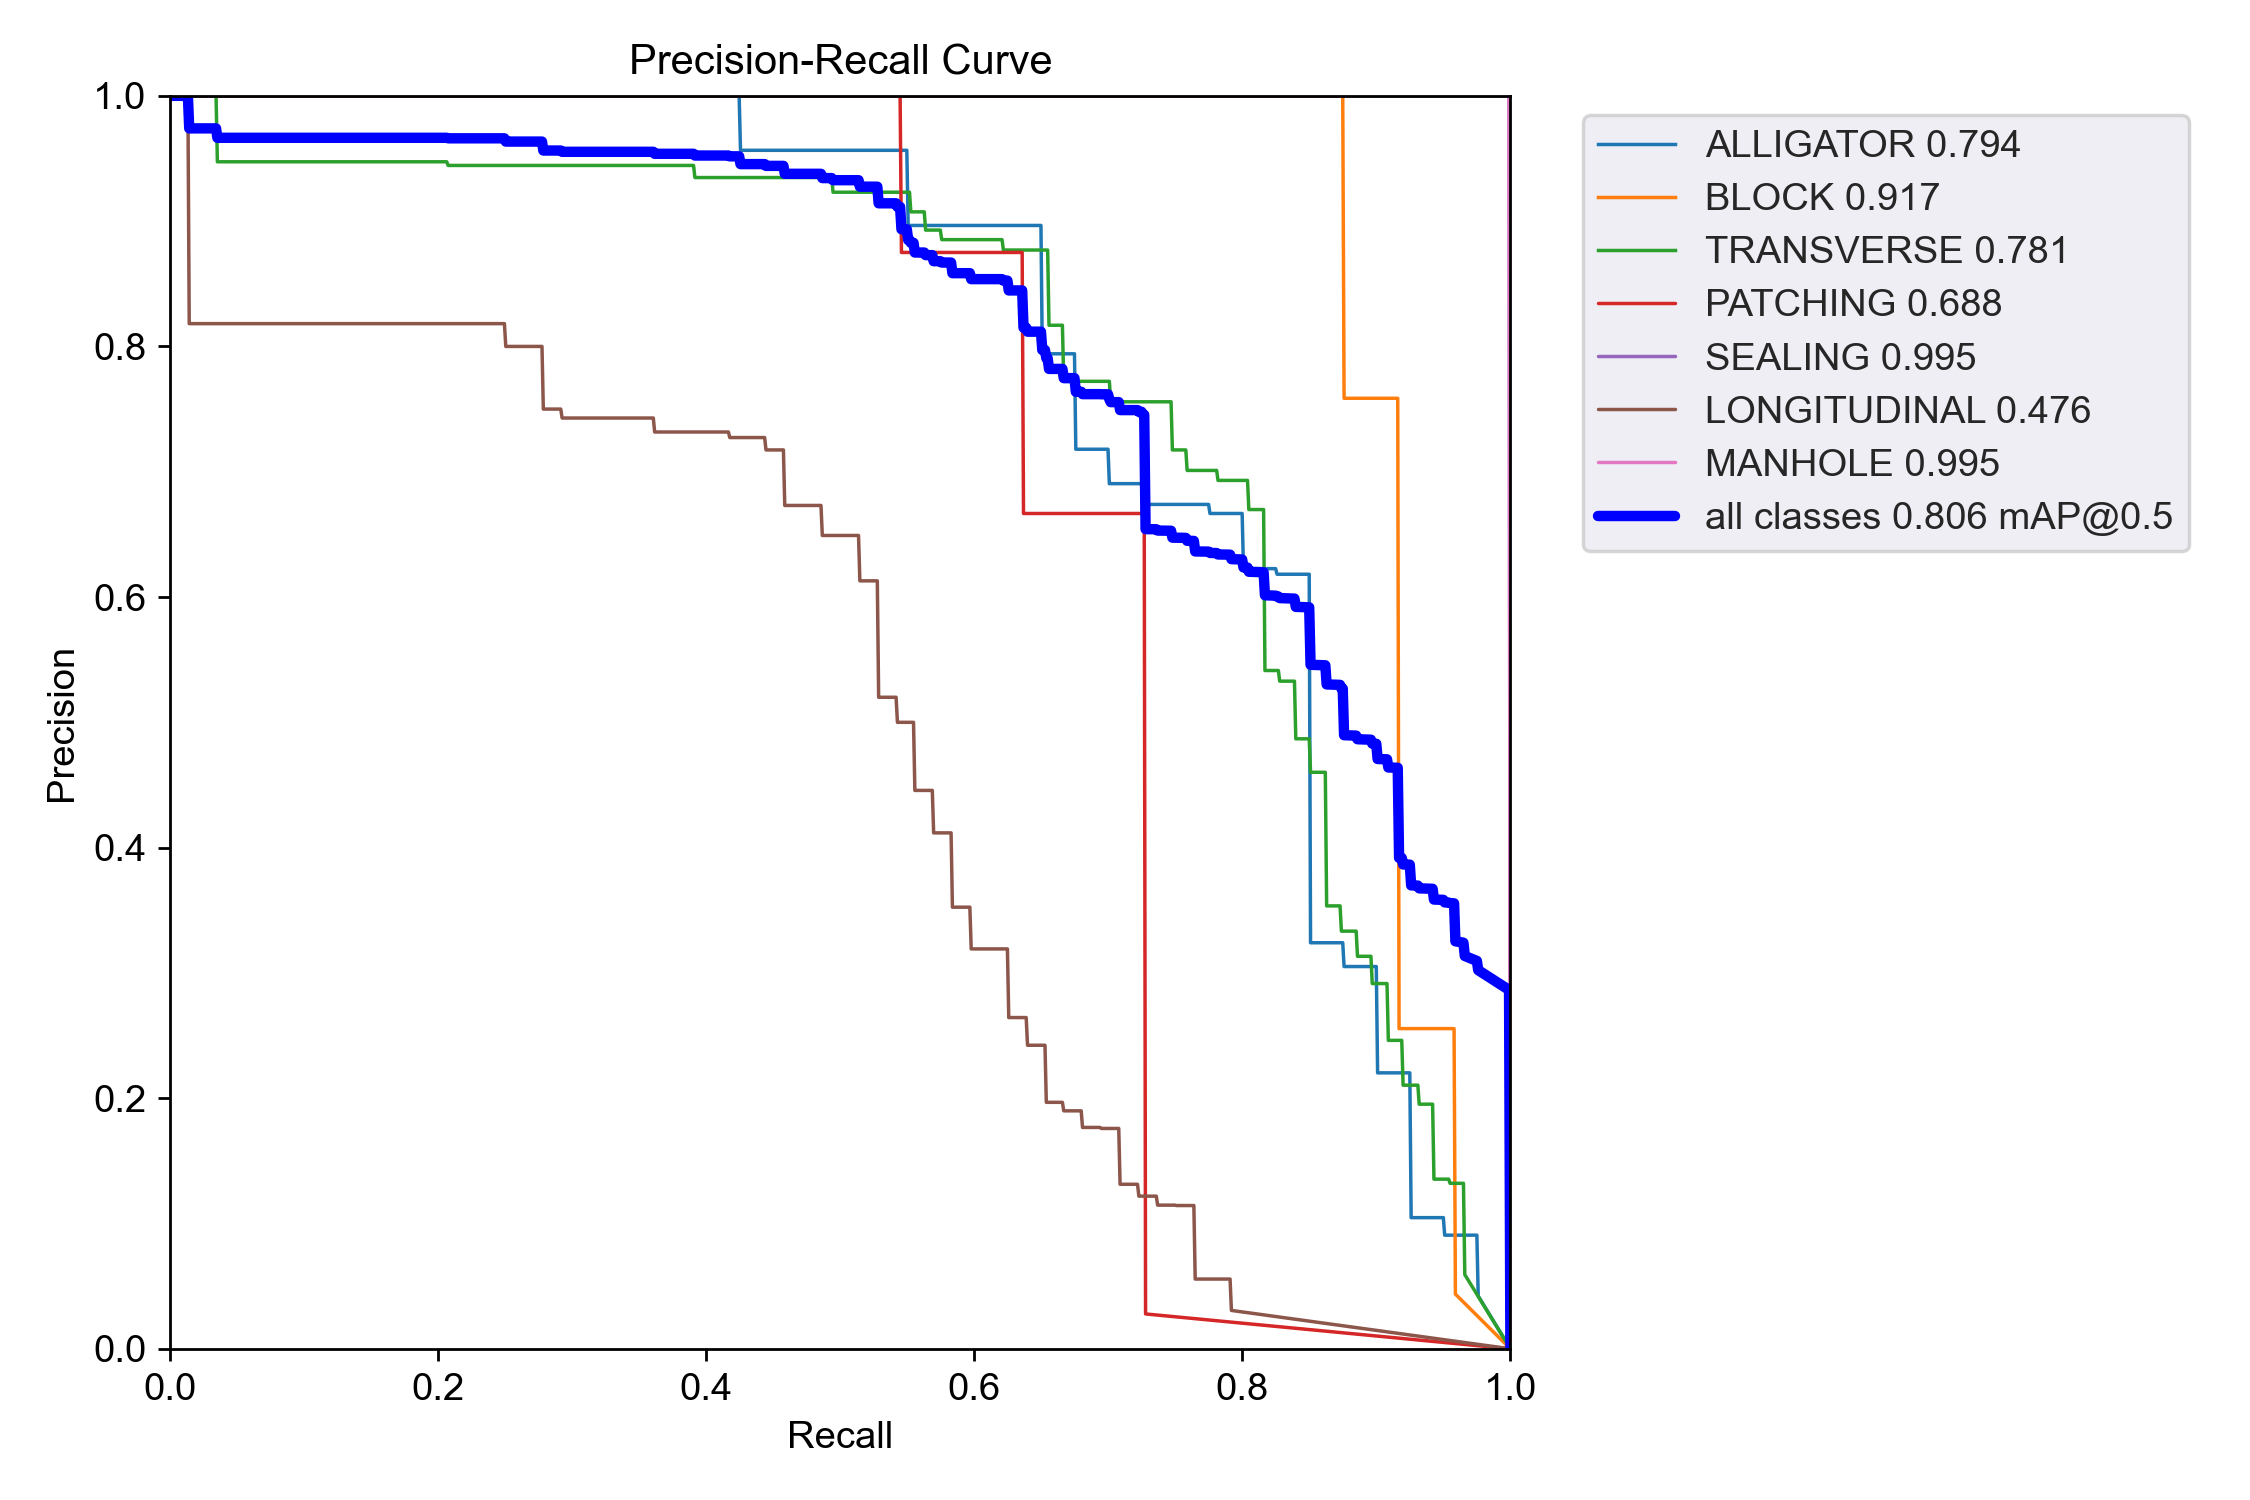 Precision-Recall Curve
1.0
0.8
0.6
0.4
0.2
0.0
Precision
0.0 0.2 0.4 0.6 0.8 1.0
Recall
ALLIGATOR 0.794
BLOCK 0.917
TRANSVERSE 0.781
PATCHING 0.688
SEALING 0.995
LONGITUDINAL 0.476
MANHOLE 0.995
all classes 0.806 mAP@0.5